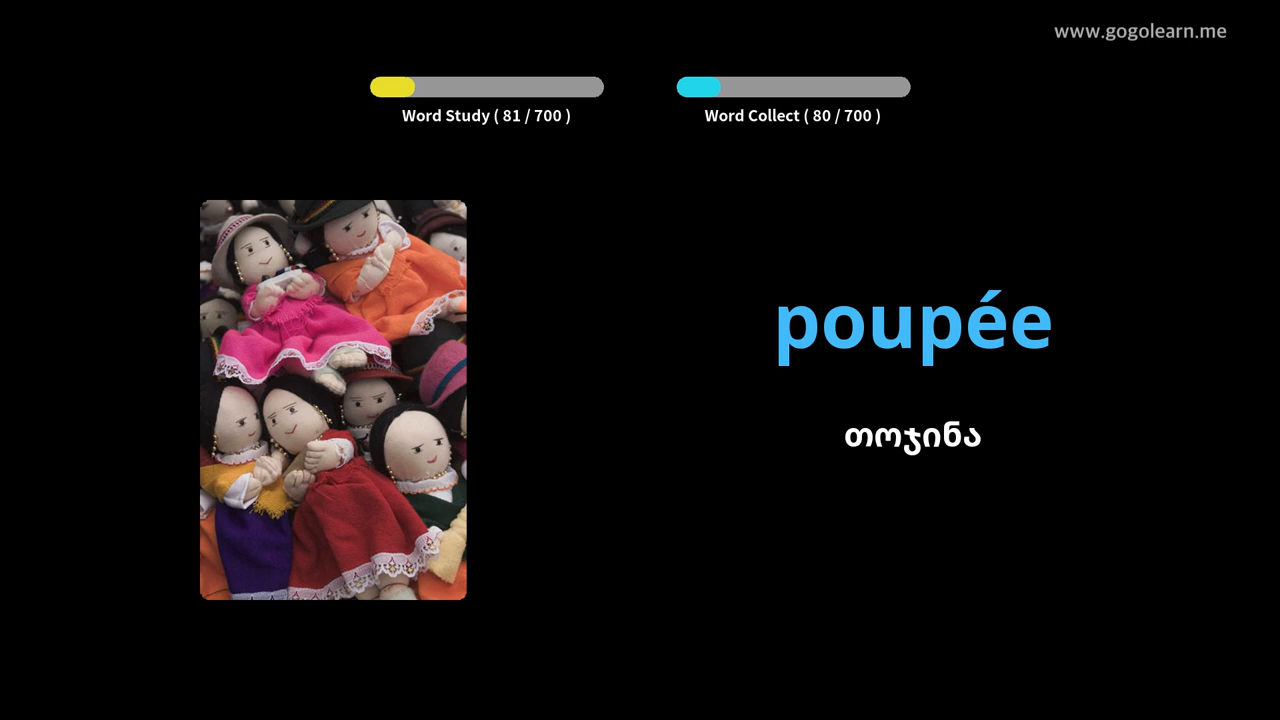 www.gogolearn.me
Word Study ( 81 / 700 )
Word Collect ( 80 / 700 )
poupée
თოჯინა